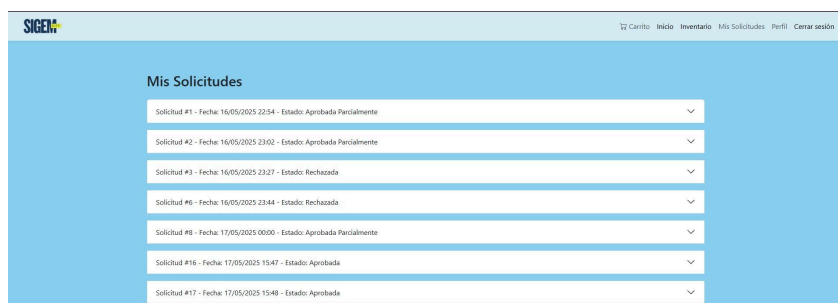 SIGEM
Carrito Inicio Inventario Mis Solicitudes Perfil Cerrar sesión
Mis Solicitudes
Solicitud #1 - Fecha: 16/05/2025 22:54 - Estado: Aprobada Parcialmente
Solicitud #2 - Fecha: 16/05/2025 23:02 - Estado: Aprobada Parcialmente
Solicitud #3 - Fecha: 16/05/2025 23:27 - Estado: Rechazada
Solicitud #6 - Fecha: 16/05/2025 23:44 - Estado: Rechazada
Solicitud #8 - Fecha: 17/05/2025 00:00 - Estado: Aprobada Parcialmente
Solicitud #16 - Fecha: 17/05/2025 15:47 - Estado: Aprobada
Solicitud #17 - Fecha: 17/05/2025 15:48 - Estado: Aprobada